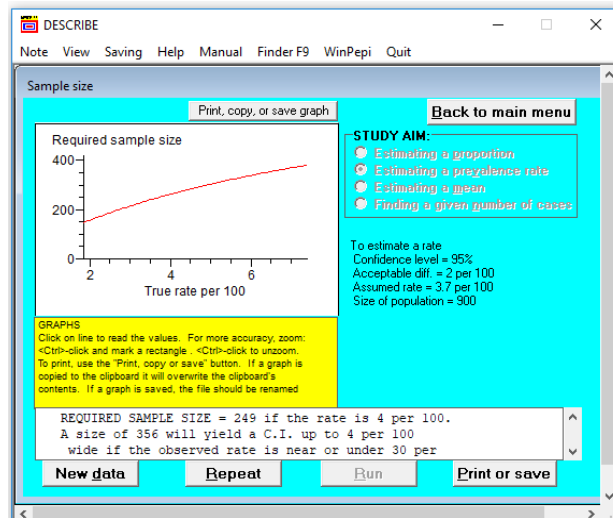 DESCRIBE
Note View Saving Help Manual Finder F9 WinPepi Quit
Sample size
Print, copy, or save graph
Back to main menu
Required sample size
400
200
0
2 4 6
True rate per 100
STUDY AIM:
Estimating a proportion
Estimating a prevalence rate
Estimating a mean
Finding a given number of cases
To estimate a rate
Confidence level = 95%
Acceptable diff. = 2 per 100
Assumed rate = 3.7 per 100
Size of population = 900
GRAPHS
Click on line to read the values. For more accuracy, zoom:
<Ctrl>-click and mark a rectangle . <Ctrl>-click to unzoom.
To print, use the "Print, copy or save" button. If a graph is
copied to the clipboard it will overwrite the clipboard's
contents. If a graph is saved, the file should be renamed
REQUIRED SAMPLE SIZE = 249 if the rate is 4 per 100.
A size of 356 will yield a C.I. up to 4 per 100
wide if the observed rate is near or under 30 per
New data Repeat Run Print or save